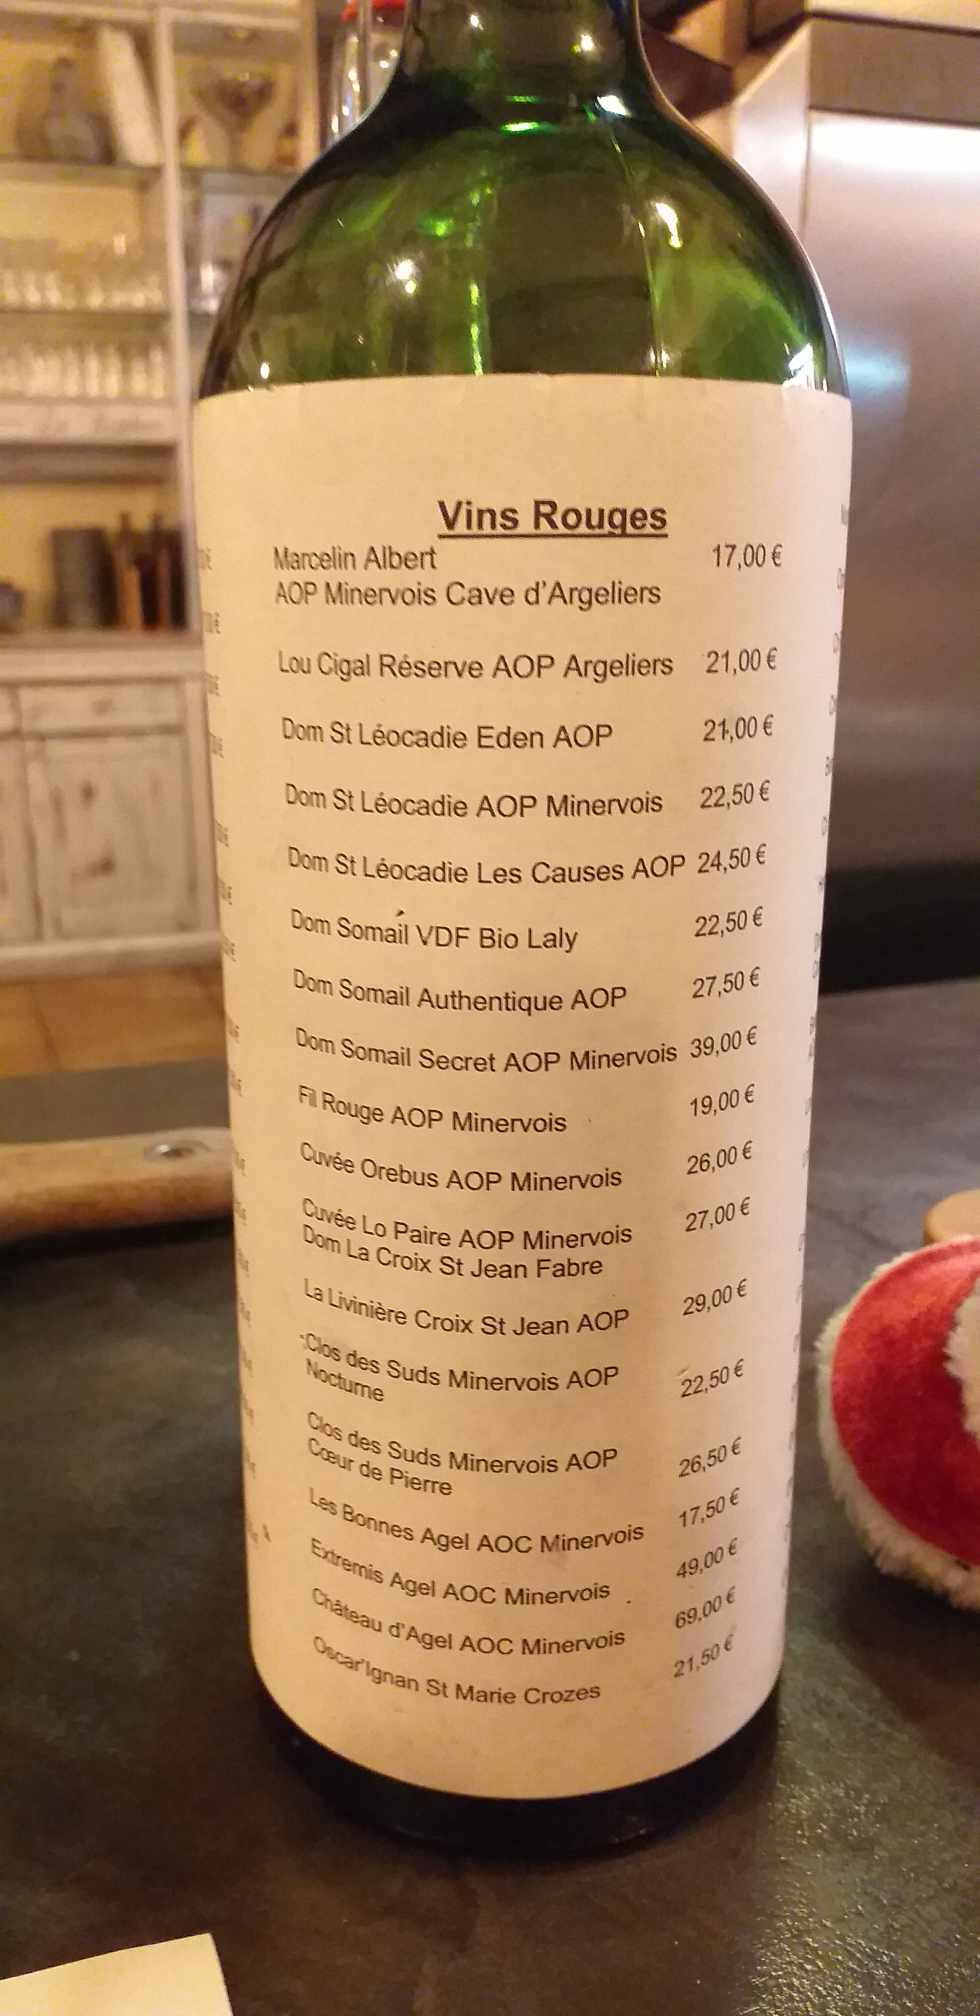 Vins Rouges
Marcelin Albert 17,00 €
AOP Minervois Cave d'Argeliers
Lou Cigal Réserve AOP Argeliers 21,00 €
Dom St Léocadie Eden AOP 21,00 €
Dom St Léocadie AOP Minervois 22,50 €
Dom St Léocadie Les Causes AOP 24,50 €
Dom Somail VDF Bio Laly 22,50 €
Dom Somail Authentique AOP 27,50 €
Dom Somail Secret AOP Minervois 39,00 €
Fil Rouge AOP Minervois 19,00 €
Cuvée Orebus AOP Minervois 26,00 €
Cuvée Lo Paire AOP Minervois 27,00 €
Dom La Croix St Jean Fabre
La Livinière Croix St Jean AOP 29,00 €
Clos des Suds Minervois AOP 22,50 €
Nocturne
Clos des Suds Minervois AOP 26,50 €
Cœur de Pierre
Les Bonnes Agel AOC Minervois 17,50 €
Extremis Agel AOC Minervois 49,00 €
Château d'Agel AOC Minervois 69,00 €
Oscar'Ignan St Marie Crozes 21,50 €